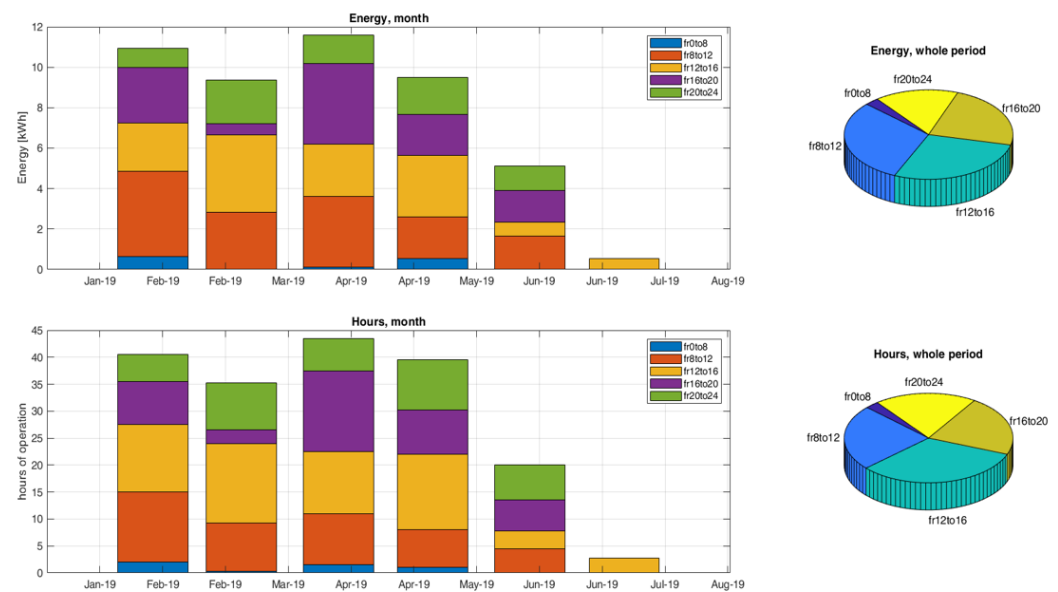 Energy, month
Energy [kWh]
12
10
8
6
4
2
0
fr0to8
fr8to12
fr12to16
fr16to20
fr20to24
Jan-19 Feb-19 Feb-19 Mar-19 Apr-19 Apr-19 May-19 Jun-19 Jun-19 Jul-19 Aug-19
Energy, whole period
fr20to24
fr0to8
fr16to20
fr8to12
fr12to16
Hours, month
hours of operation
45
40
35
30
25
20
15
10
5
0
fr0to8
fr8to12
fr12to16
fr16to20
fr20to24
Jan-19 Feb-19 Feb-19 Mar-19 Apr-19 Apr-19 May-19 Jun-19 Jun-19 Jul-19 Aug-19
Hours, whole period
fr20to24
fr0to8
fr16to20
fr8to12
fr12to16